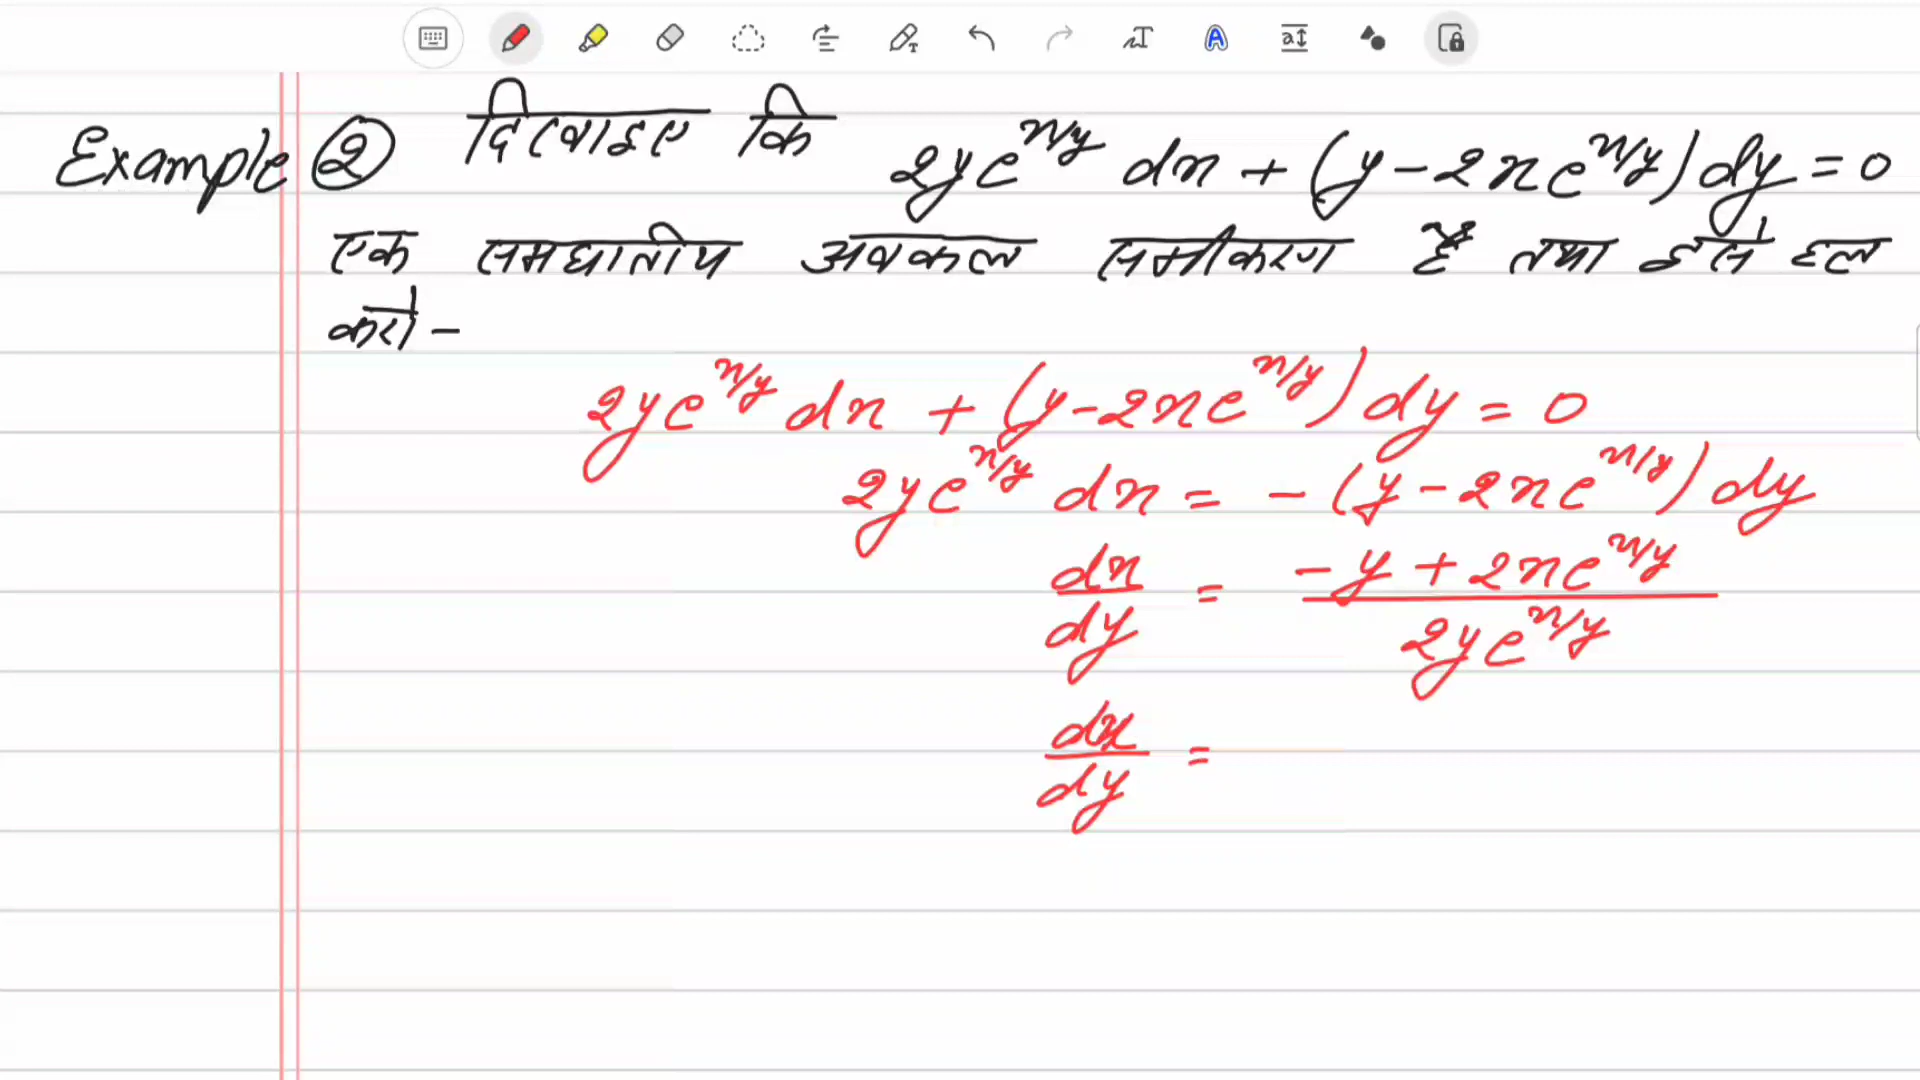 Example ② दिखाइए कि 2ye^{x/y} dx + (y - 2xe^{x/y}) dy = 0
एक समघातीय अवकल समीकरण है तथा इसे हल
करो -
2ye^{x/y} dx + (y - 2xe^{x/y}) dy = 0
2ye^{x/y} dx = - (y - 2xe^{x/y}) dy
dx/dy = (-y + 2xe^{x/y})/(2ye^{x/y})
dx/dy =